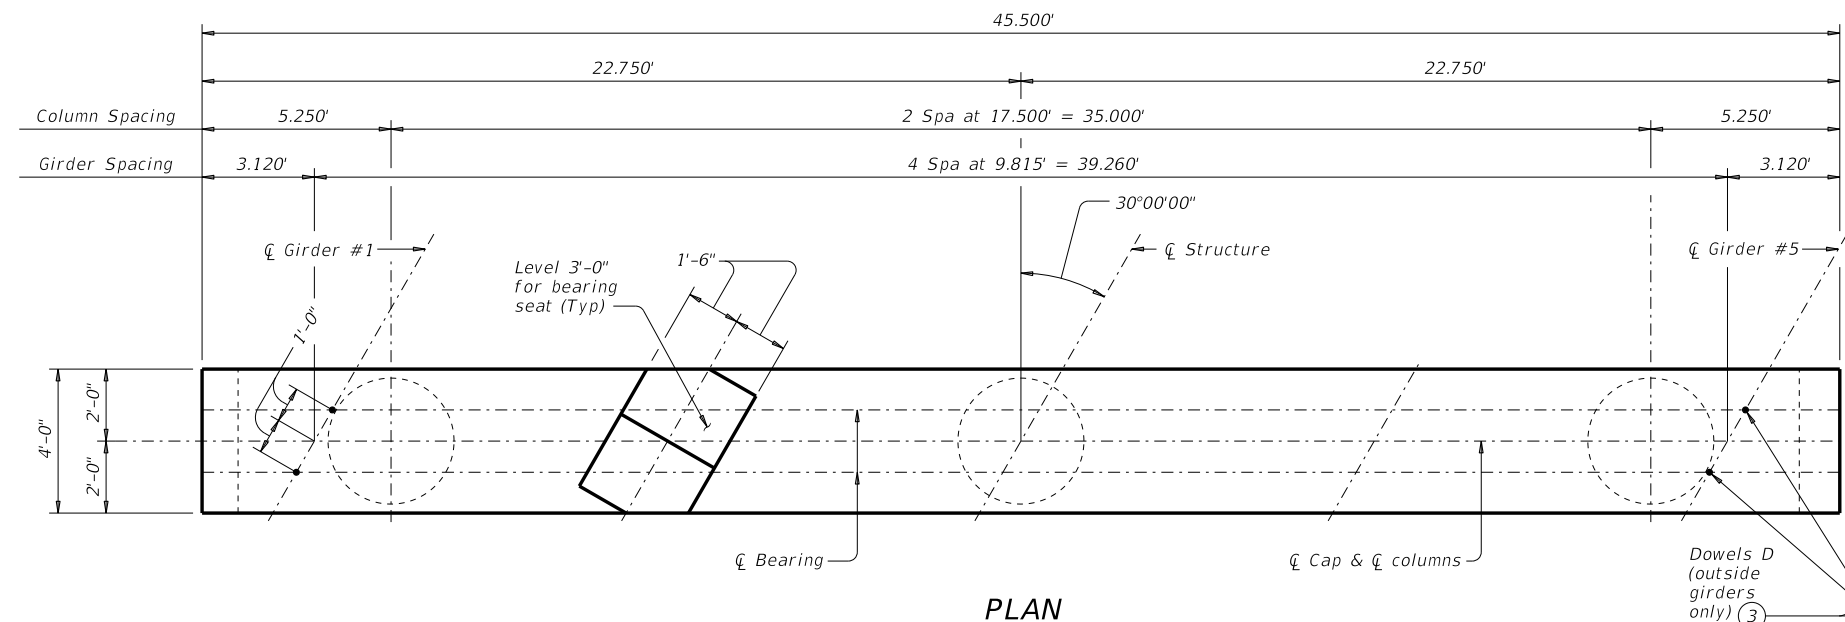 45.500'
22.750'
22.750'
Column Spacing
5.250'
2 Spa at 17.500' = 35.000'
5.250'
Girder Spacing
3.120'
4 Spa at 9.815' = 39.260'
3.120'
30°00'00"
℄ Girder #1
Level 3'-0"
for bearing
seat (Typ)
1'-6"
℄ Structure
℄ Girder #5
1'-0"
4'-0"
2'-0"
2'-0"
℄ Bearing
℄ Cap & ℄ columns
Dowels D
(outside
girders
only) 3
PLAN